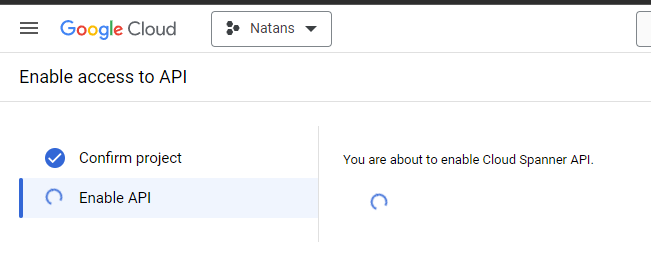 Google Cloud
Natans
Enable access to API
Confirm project
You are about to enable Cloud Spanner API.
Enable API